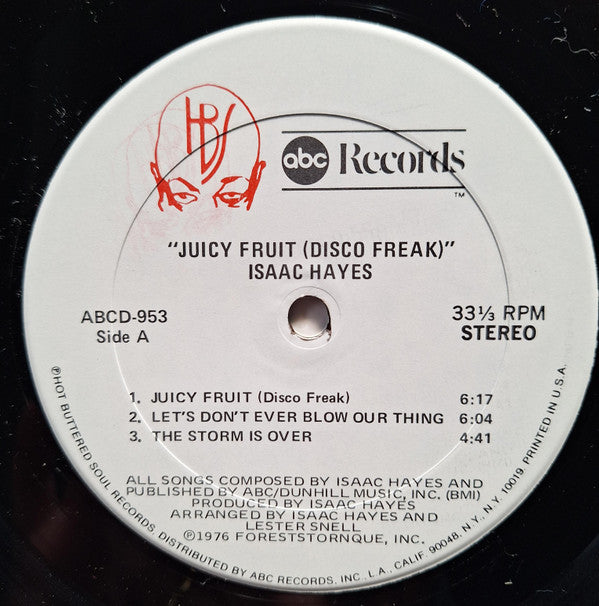 HBS
abc Records
TM
"JUICY FRUIT (DISCO FREAK)"
ISAAC HAYES
ABCD-953
Side A
33⅓ RPM
STEREO
1. JUICY FRUIT (Disco Freak) 6:17
2. LET'S DON'T EVER BLOW OUR THING 6:04
3. THE STORM IS OVER 4:41
ALL SONGS COMPOSED BY ISAAC HAYES AND
PUBLISHED BY ABC/DUNHILL MUSIC, INC. (BMI)
PRODUCED BY ISAAC HAYES
ARRANGED BY ISAAC HAYES AND
LESTER SNELL
℗1976 FORESTSTORNQUE, INC.
℗HOT BUTTERED SOUL RECORDS, DISTRIBUTED BY ABC RECORDS, INC., L.A., CALIF. 90048, N.Y., N.Y. 10019. PRINTED IN U.S.A.